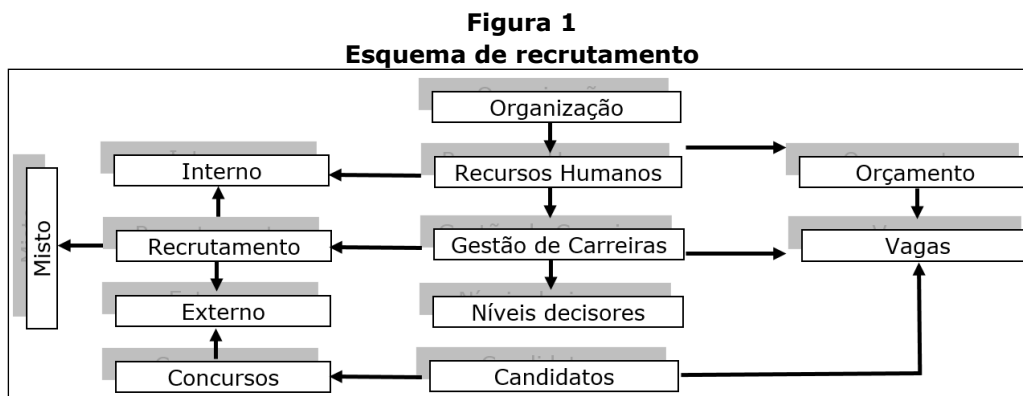 Figura 1
Esquema de recrutamento
Organização
Interno
Recursos Humanos
Orçamento
Misto
Recrutamento
Gestão de Carreiras
Vagas
Externo
Níveis decisores
Concursos
Candidatos